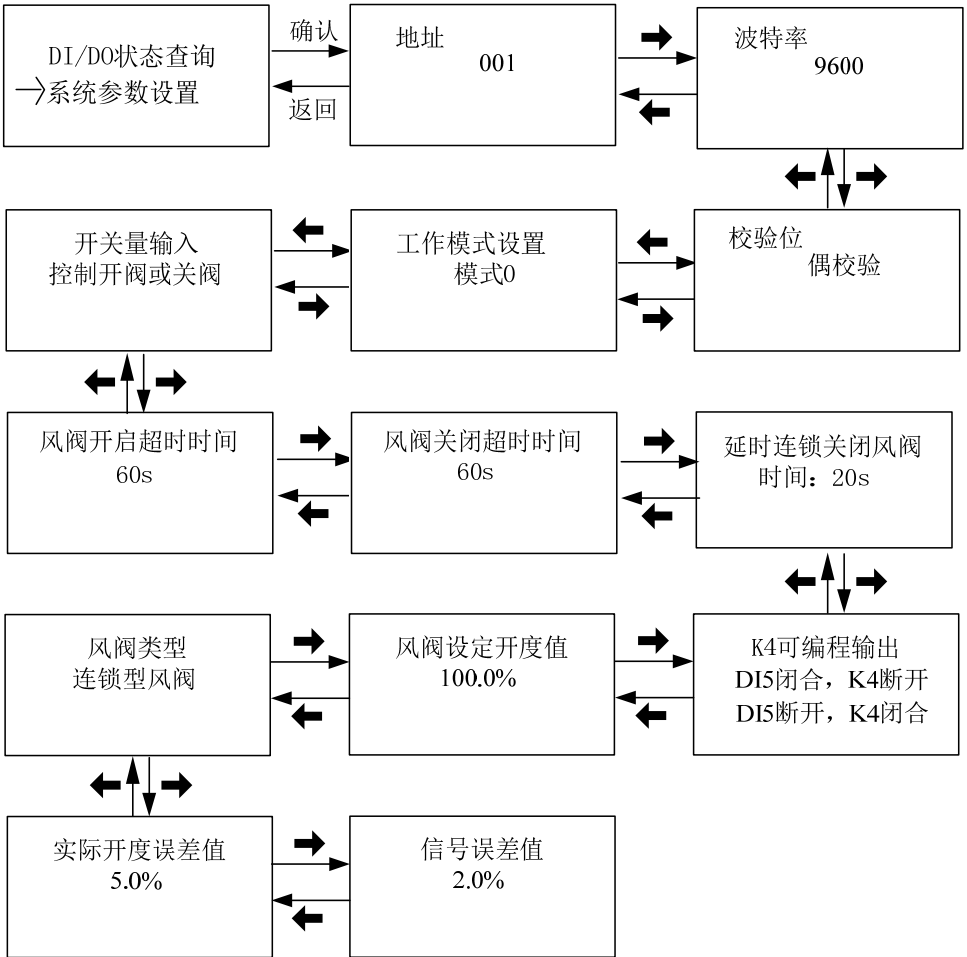 DI/DO状态查询
系统参数设置
确认
返回
地址
001
波特率
9600
开关量输入
控制开阀或关阀
工作模式设置
模式0
校验位
偶校验
风阀开启超时时间
60s
风阀关闭超时时间
60s
延时连锁关闭风阀
时间：20s
风阀类型
连锁型风阀
风阀设定开度值
100.0%
K4可编程输出
DI5闭合，K4断开
DI5断开，K4闭合
实际开度误差值
5.0%
信号误差值
2.0%